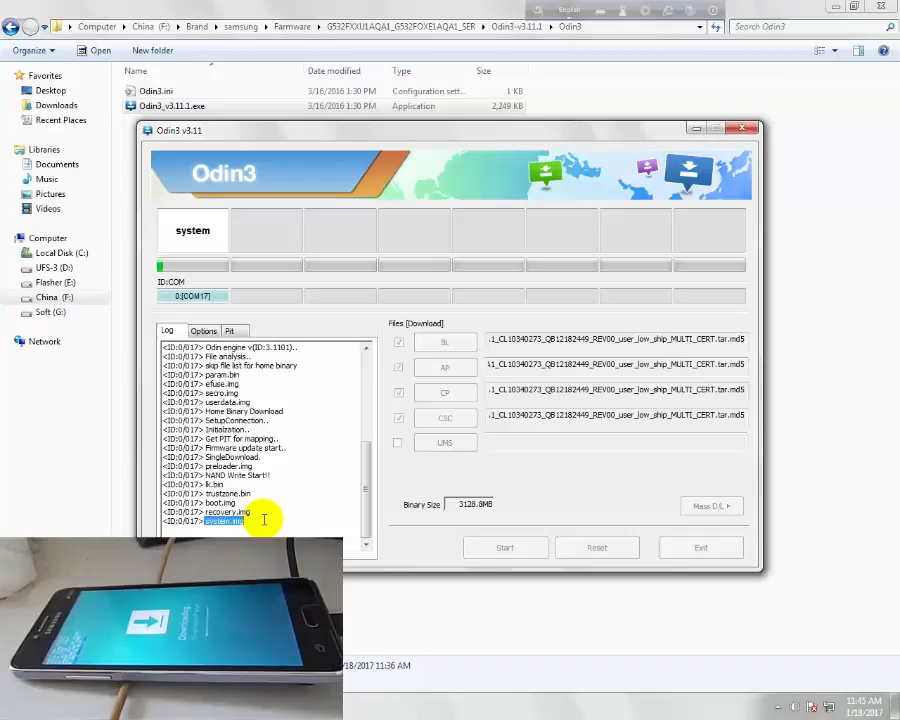 English
Computer
China (F:)
Brand
samsung
Farmware
G532FXXU1AQA1_G532FOXE1AQA1_SER
Odin3-v3.11.1
Odin3
Search Odin3
Organize
Open
New folder
Name
Date modified
Type
Size
Favorites
Desktop
Downloads
Recent Places
Libraries
Documents
Music
Pictures
Videos
Computer
Local Disk (C:)
UFS-3 (D:)
Flasher (E:)
China (F:)
Soft (G:)
Network
Odin3.ini
3/16/2016 1:30 PM
Configuration sett...
1 KB
Odin3_v3.11.1.exe
3/16/2016 1:30 PM
Application
2,249 KB
Odin3 v3.11
Odin3
system
ID:COM
0:[COM17]
Log
Options
Pit
<ID:0/017> Odin engine v(ID:3.1101)..
<ID:0/017> File analysis..
<ID:0/017> skip file list for home binary
<ID:0/017> param.bin
<ID:0/017> efuse.img
<ID:0/017> secro.img
<ID:0/017> userdata.img
<ID:0/017> Home Binary Download
<ID:0/017> SetupConnection..
<ID:0/017> Initialzation..
<ID:0/017> Get PIT for mapping..
<ID:0/017> Firmware update start..
<ID:0/017> SingleDownload.
<ID:0/017> preloader.img
<ID:0/017> NAND Write Start!!
<ID:0/017> lk.bin
<ID:0/017> trustzone.bin
<ID:0/017> boot.img
<ID:0/017> recovery.img
<ID:0/017> system.img
Files [Download]
BL
.1_CL10340273_QB12182449_REV00_user_low_ship_MULTI_CERT.tar.md5
AP
.1_CL10340273_QB12182449_REV00_user_low_ship_MULTI_CERT.tar.md5
CP
.1_CL10340273_QB12182449_REV00_user_low_ship_MULTI_CERT.tar.md5
CSC
.1_CL10340273_QB12182449_REV00_user_low_ship_MULTI_CERT.tar.md5
UMS
Binary Size
3128.8MB
Mass D/L
Start
Reset
Exit
SAMSUNG
Downloading
/18/2017 11:36 AM
11:45 AM
1/18/2017